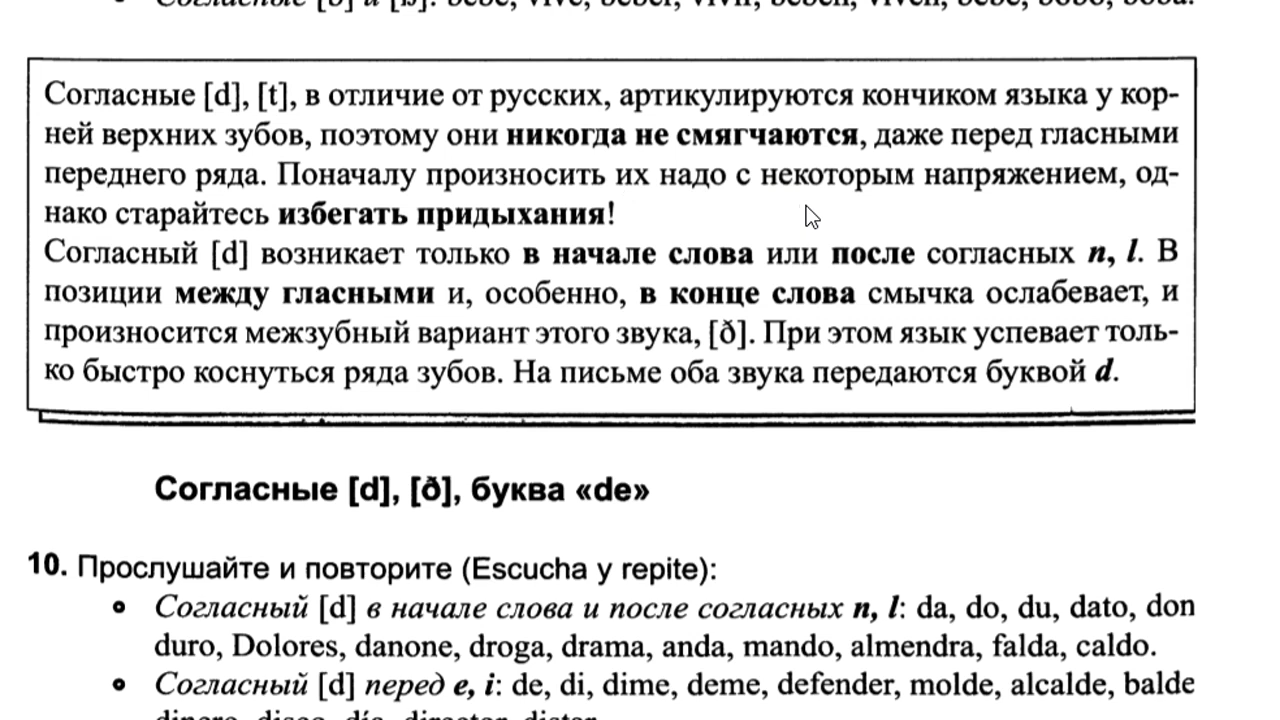 Согласные [d], [t], в отличие от русских, артикулируются кончиком языка у кор-
ней верхних зубов, поэтому они никогда не смягчаются, даже перед гласными
переднего ряда. Поначалу произносить их надо с некоторым напряжением, од-
нако старайтесь избегать придыхания!
Согласный [d] возникает только в начале слова или после согласных n, l. В
позиции между гласными и, особенно, в конце слова смычка ослабевает, и
произносится межзубный вариант этого звука, [ð]. При этом язык успевает толь-
ко быстро коснуться ряда зубов. На письме оба звука передаются буквой d.
Согласные [d], [ð], буква «de»
10. Прослушайте и повторите (Escucha y repite):
• Согласный [d] в начале слова и после согласных n, l: da, do, du, dato, don
duro, Dolores, danone, droga, drama, anda, mando, almendra, falda, caldo.
• Согласный [d] перед e, i: de, di, dime, deme, defender, molde, alcalde, balde